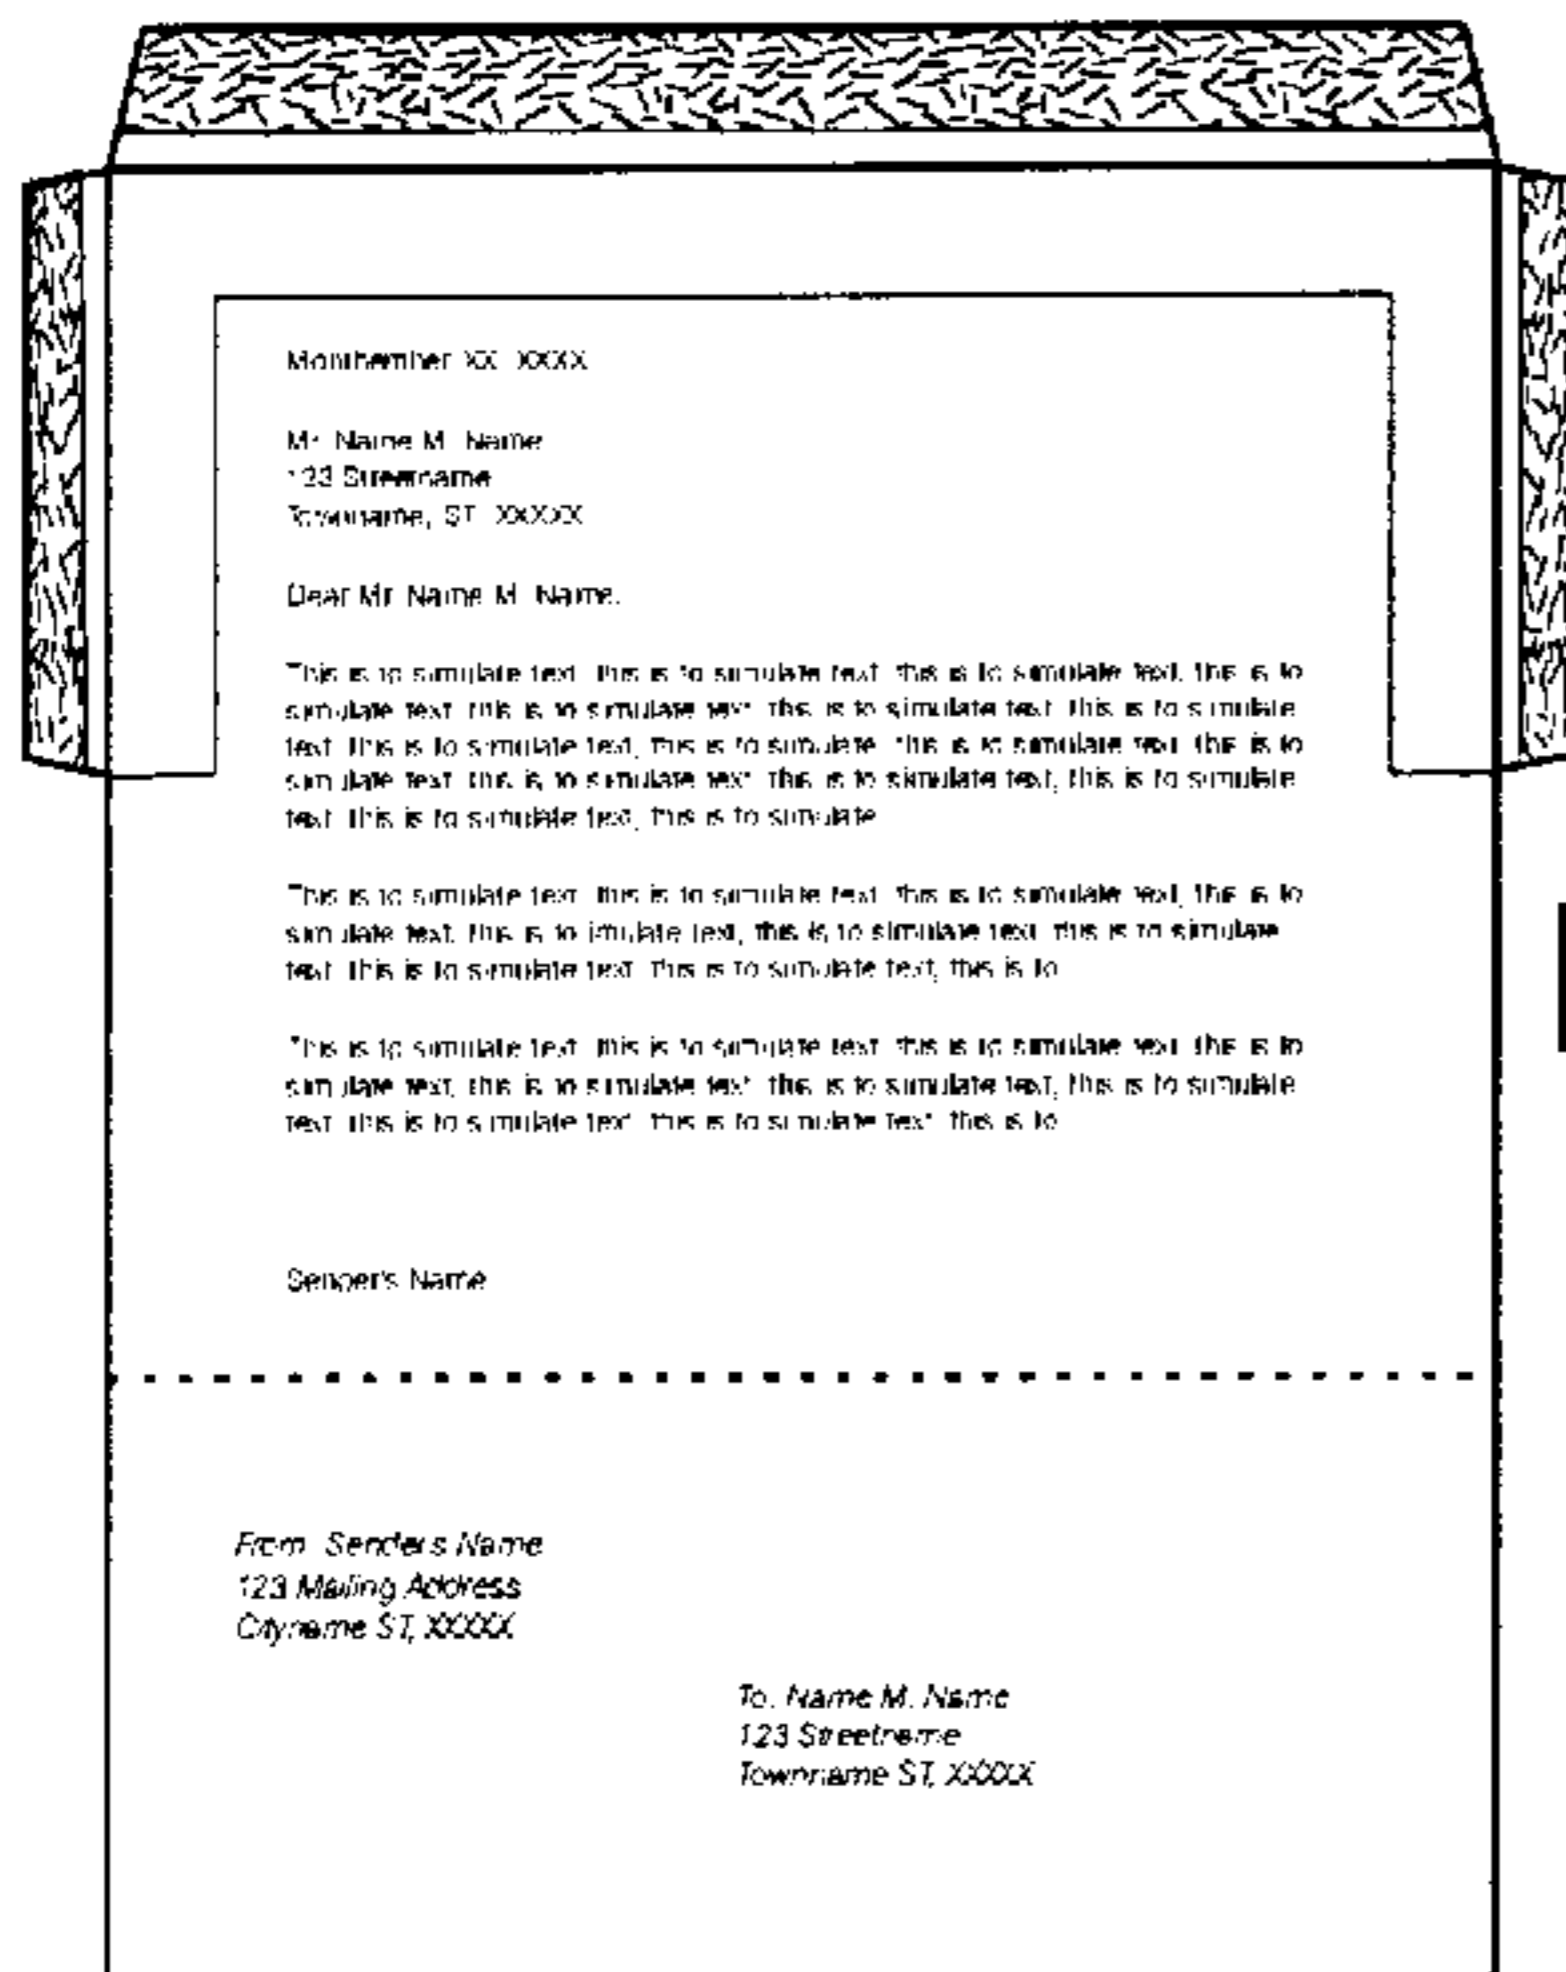 Monthember XX XXXX
Mr Name M. Name
123 Streetname
Townname, ST XXXXX
Dear Mr Name M. Name.
This is to simulate text this is to simulate text this is to simulate text, this is to
simulate text this is to simulate text this is to simulate text this is to simulate
text this is to simulate text, this is to simulate this is to simulate text this is to
simulate text this is to simulate text this is to simulate text, this is to simulate
text this is to simulate text, this is to simulate
This is to simulate text this is to simulate text this is to simulate text, this is to
simulate text, this is to imulate text, this is to simulate text this is to simulate
text this is to simulate text this is to simulate text, this is to
This is to simulate text this is to simulate text this is to simulate text this is to
simulate text, this is to simulate text this is to simulate text, this is to simulate
text this is to simulate text this is to simulate text this is to
Sender's Name
From Senders Name
123 Mailing Address
Cityname ST, XXXXX
To. Name M. Name
123 Streetname
Townname ST, XXXXX